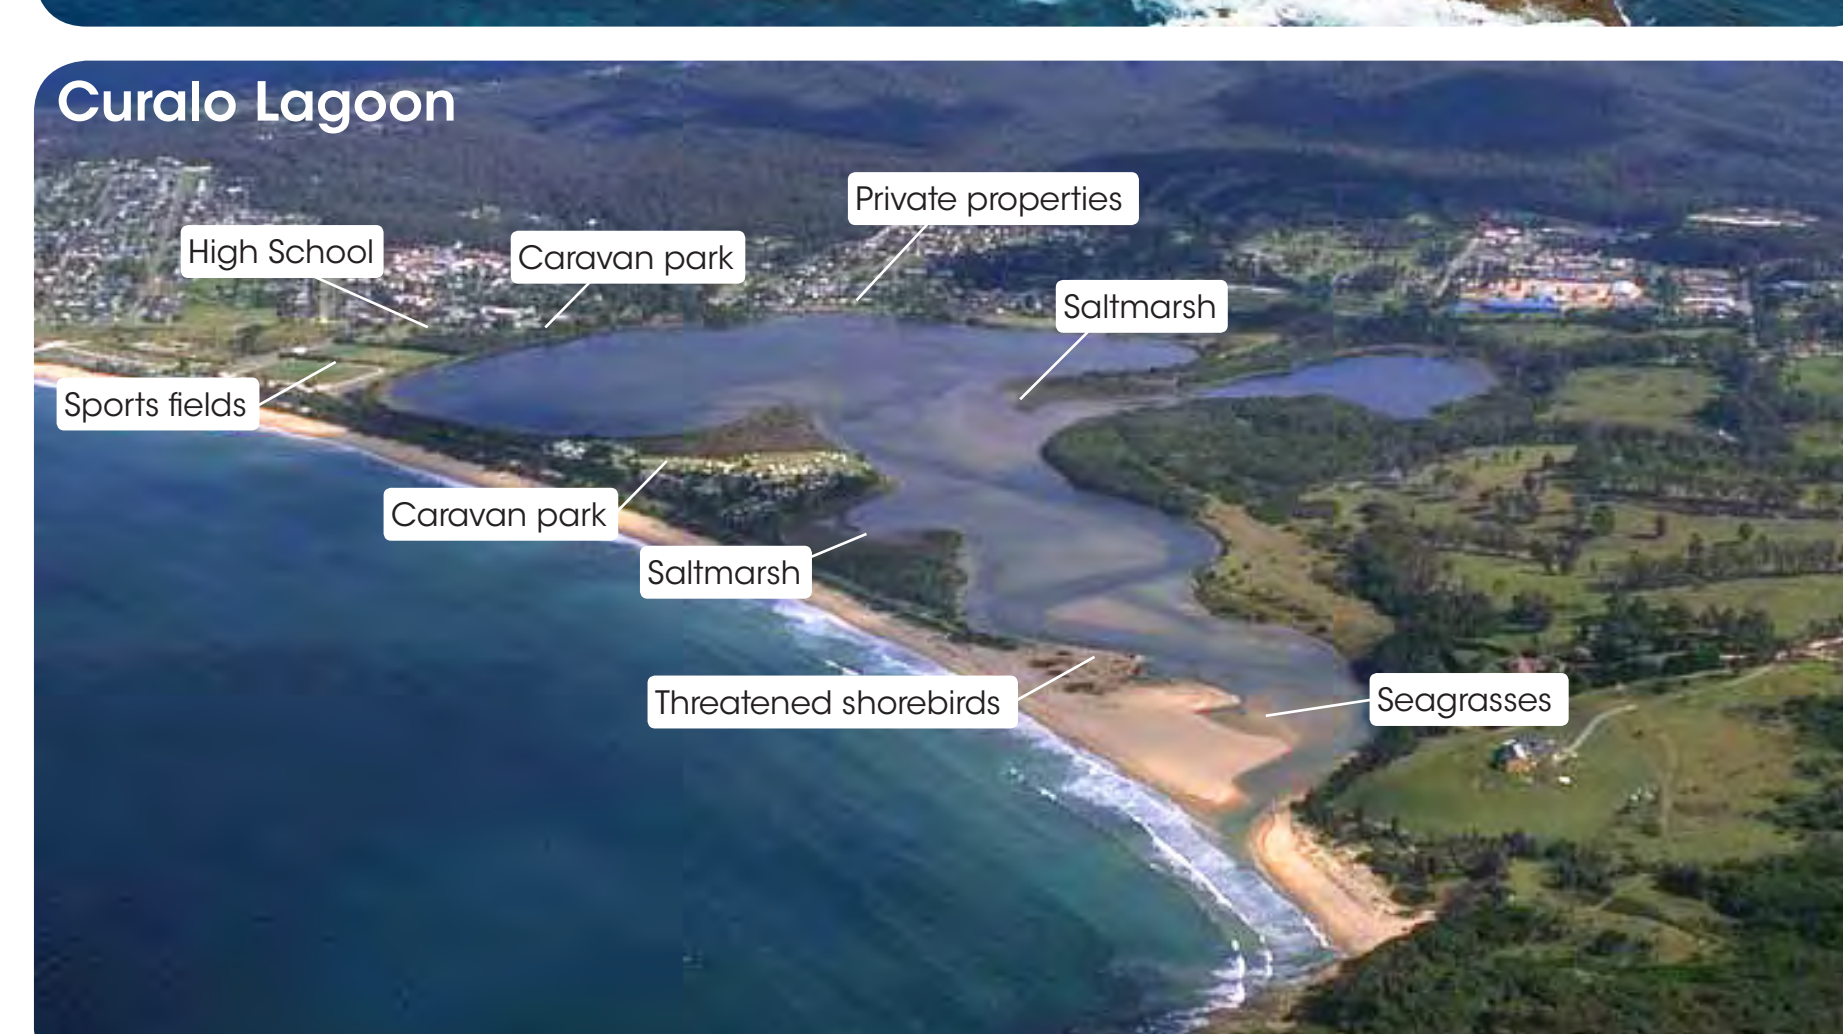 Curalo Lagoon
Private properties
High School
Caravan park
Saltmarsh
Sports fields
Caravan park
Saltmarsh
Threatened shorebirds
Seagrasses